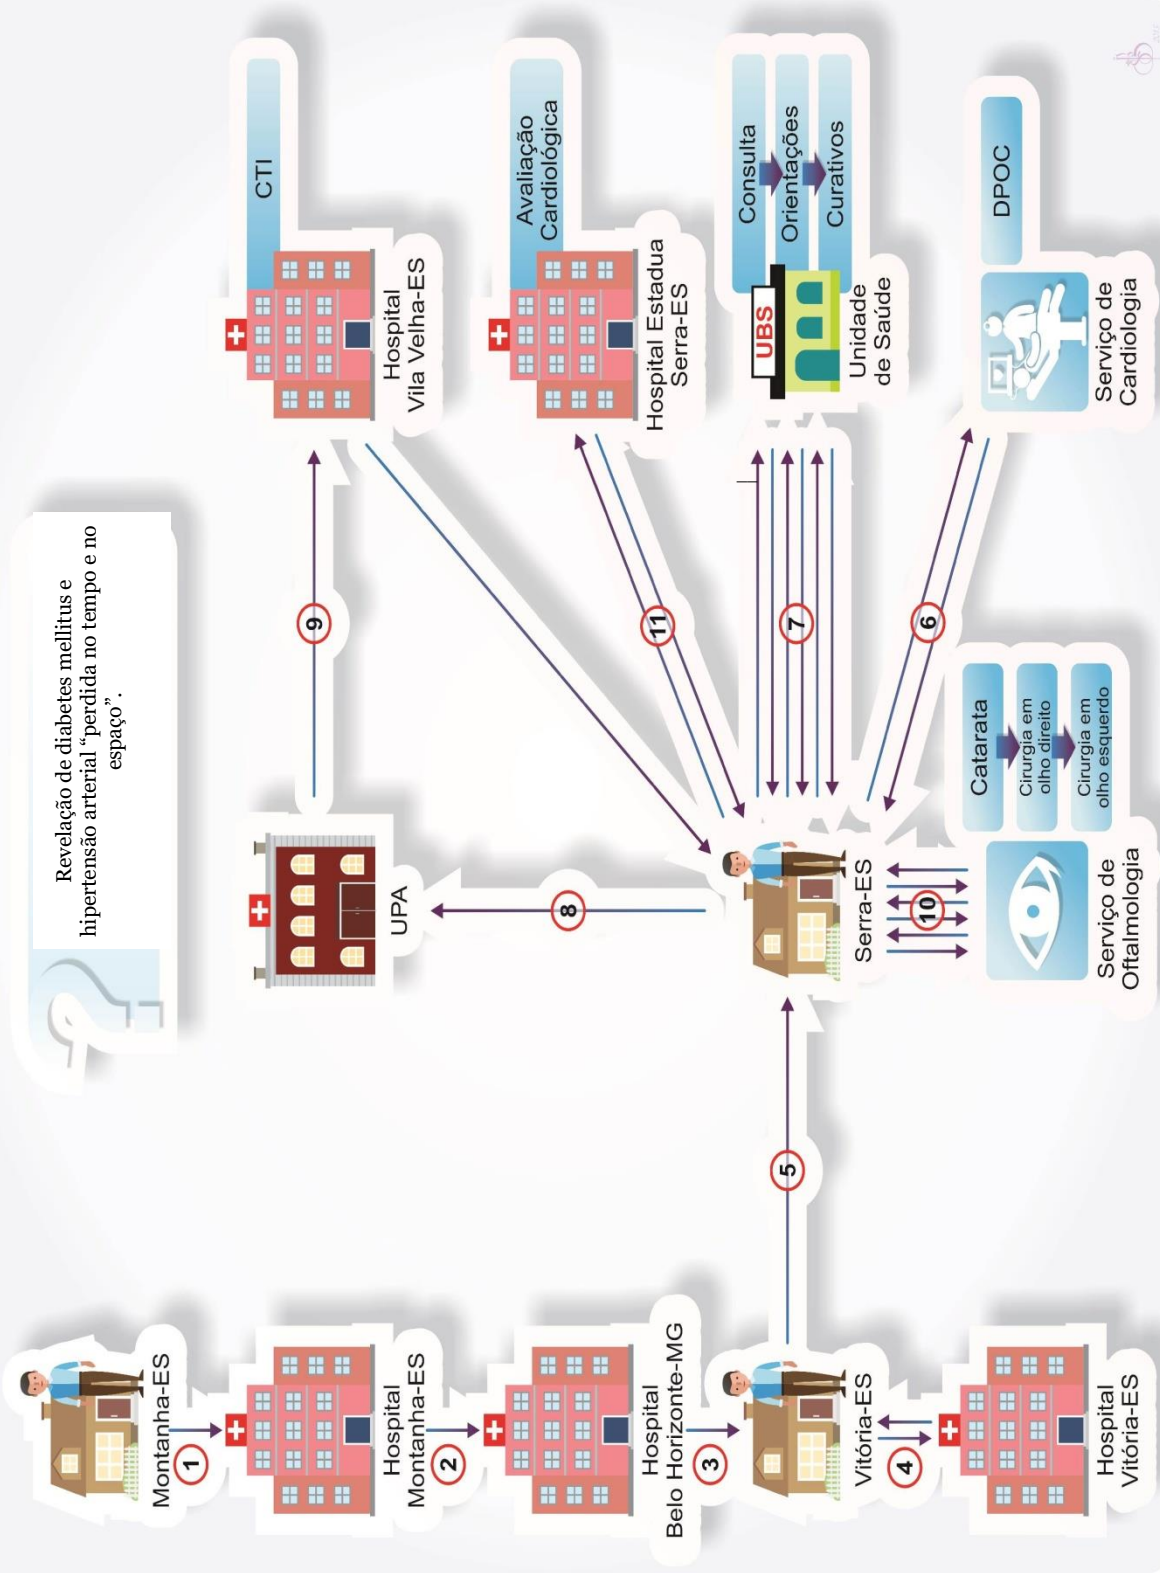 Revelação de diabetes mellitus e
hipertensão arterial “perdida no tempo e no
espaço”.
Montanha-ES
1
Hospital
Montanha-ES
2
Hospital
Belo Horizonte-MG
3
Vitória-ES
4
Hospital
Vitória-ES
5
UPA
8
9
Serra-ES
10
Serviço de
Oftalmologia
Catarata
Cirurgia em
olho direito
Cirurgia em
olho esquerdo
11
7
6
CTI
Hospital
Vila Velha-ES
Avaliação
Cardiológica
Hospital Estadua
Serra-ES
UBS
Unidade
de Saúde
Consulta
Orientações
Curativos
DPOC
Serviço de
Cardiologia